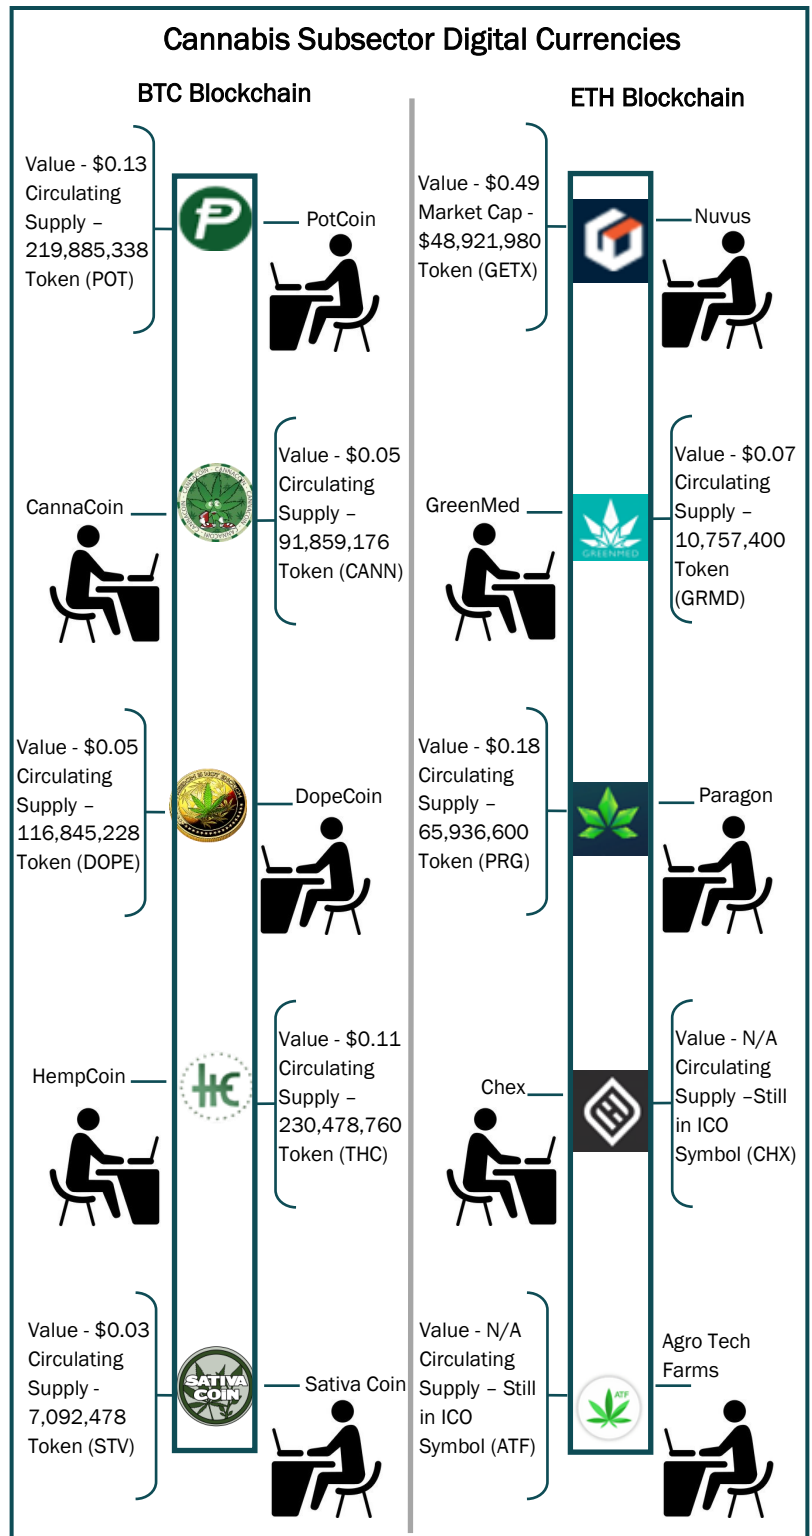 Cannabis Subsector Digital Currencies
BTC Blockchain
Value - $0.13
Circulating
Supply –
219,885,338
Token (POT)
PotCoin
CannaCoin
Value - $0.05
Circulating
Supply –
91,859,176
Token (CANN)
Value - $0.05
Circulating
Supply –
116,845,228
Token (DOPE)
DopeCoin
HempCoin
Value - $0.11
Circulating
Supply –
230,478,760
Token (THC)
Value - $0.03
Circulating
Supply -
7,092,478
Token (STV)
SATIVA
COIN
Sativa Coin
ETH Blockchain
Value - $0.49
Market Cap -
$48,921,980
Token (GETX)
Nuvus
GreenMed
GREENMED
Value - $0.07
Circulating
Supply –
10,757,400
Token
(GRMD)
Value - $0.18
Circulating
Supply –
65,936,600
Token (PRG)
Paragon
Chex
Value - N/A
Circulating
Supply –Still
in ICO
Symbol (CHX)
Value - N/A
Circulating
Supply – Still
in ICO
Symbol (ATF)
ATF
Agro Tech
Farms